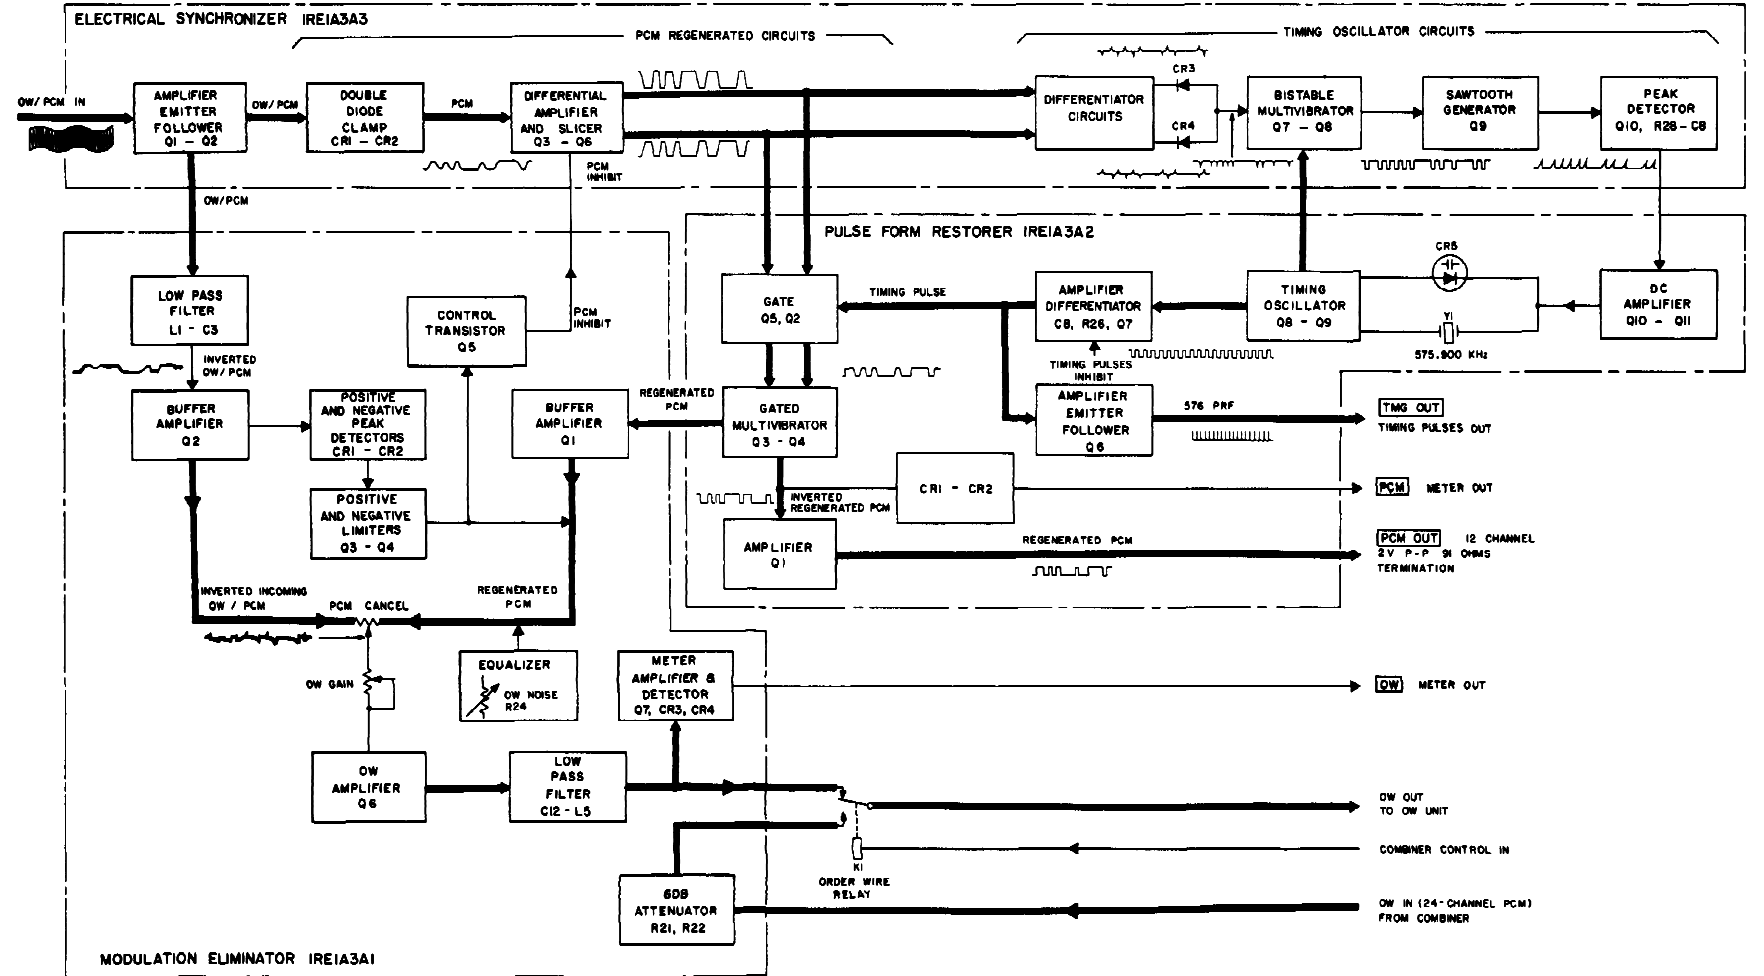 ELECTRICAL SYNCHRONIZER IREIA3A3
PCM REGENERATED CIRCUITS
TIMING OSCILLATOR CIRCUITS
OW/PCM IN
AMPLIFIER
EMITTER
FOLLOWER
Q1 - Q2
OW/PCM
DOUBLE
DIODE
CLAMP
CR1 - CR2
PCM
DIFFERENTIAL
AMPLIFIER
AND SLICER
Q3 - Q6
PCM
INHIBIT
DIFFERENTIATOR
CIRCUITS
CR3
CR4
BISTABLE
MULTIVIBRATOR
Q7 - Q8
SAWTOOTH
GENERATOR
Q9
PEAK
DETECTOR
Q10, R28-C8
OW/PCM
PULSE FORM RESTORER IREIA3A2
LOW PASS
FILTER
L1 - C3
INVERTED
OW/PCM
CONTROL
TRANSISTOR
Q5
PCM
INHIBIT
GATE
Q5, Q2
TIMING PULSE
AMPLIFIER
DIFFERENTIATOR
C8, R26, Q7
TIMING PULSES
INHIBIT
TIMING
OSCILLATOR
Q8 - Q9
CR5
Y1
575.900 KHz
DC
AMPLIFIER
Q10 - Q11
BUFFER
AMPLIFIER
Q2
POSITIVE
AND NEGATIVE
PEAK
DETECTORS
CR1 - CR2
BUFFER
AMPLIFIER
Q1
REGENERATED
PCM
GATED
MULTIVIBRATOR
Q3 - Q4
AMPLIFIER
EMITTER
FOLLOWER
Q6
576 PRF
TMG OUT
TIMING PULSES OUT
POSITIVE
AND NEGATIVE
LIMITERS
Q3 - Q4
INVERTED
REGENERATED PCM
CR1 - CR2
PCM METER OUT
AMPLIFIER
Q1
REGENERATED PCM
PCM OUT 12 CHANNEL
2V P-P 91 OHMS
TERMINATION
INVERTED INCOMING
OW / PCM
PCM CANCEL
REGENERATED
PCM
OW GAIN
EQUALIZER
OW NOISE
R24
METER
AMPLIFIER &
DETECTOR
Q7, CR3, CR4
OW METER OUT
OW
AMPLIFIER
Q6
LOW
PASS
FILTER
C12 - L5
OW OUT
TO OW UNIT
K1
ORDER WIRE
RELAY
COMBINER CONTROL IN
6DB
ATTENUATOR
R21, R22
OW IN (24-CHANNEL PCM)
FROM COMBINER
MODULATION ELIMINATOR IREIA3A1